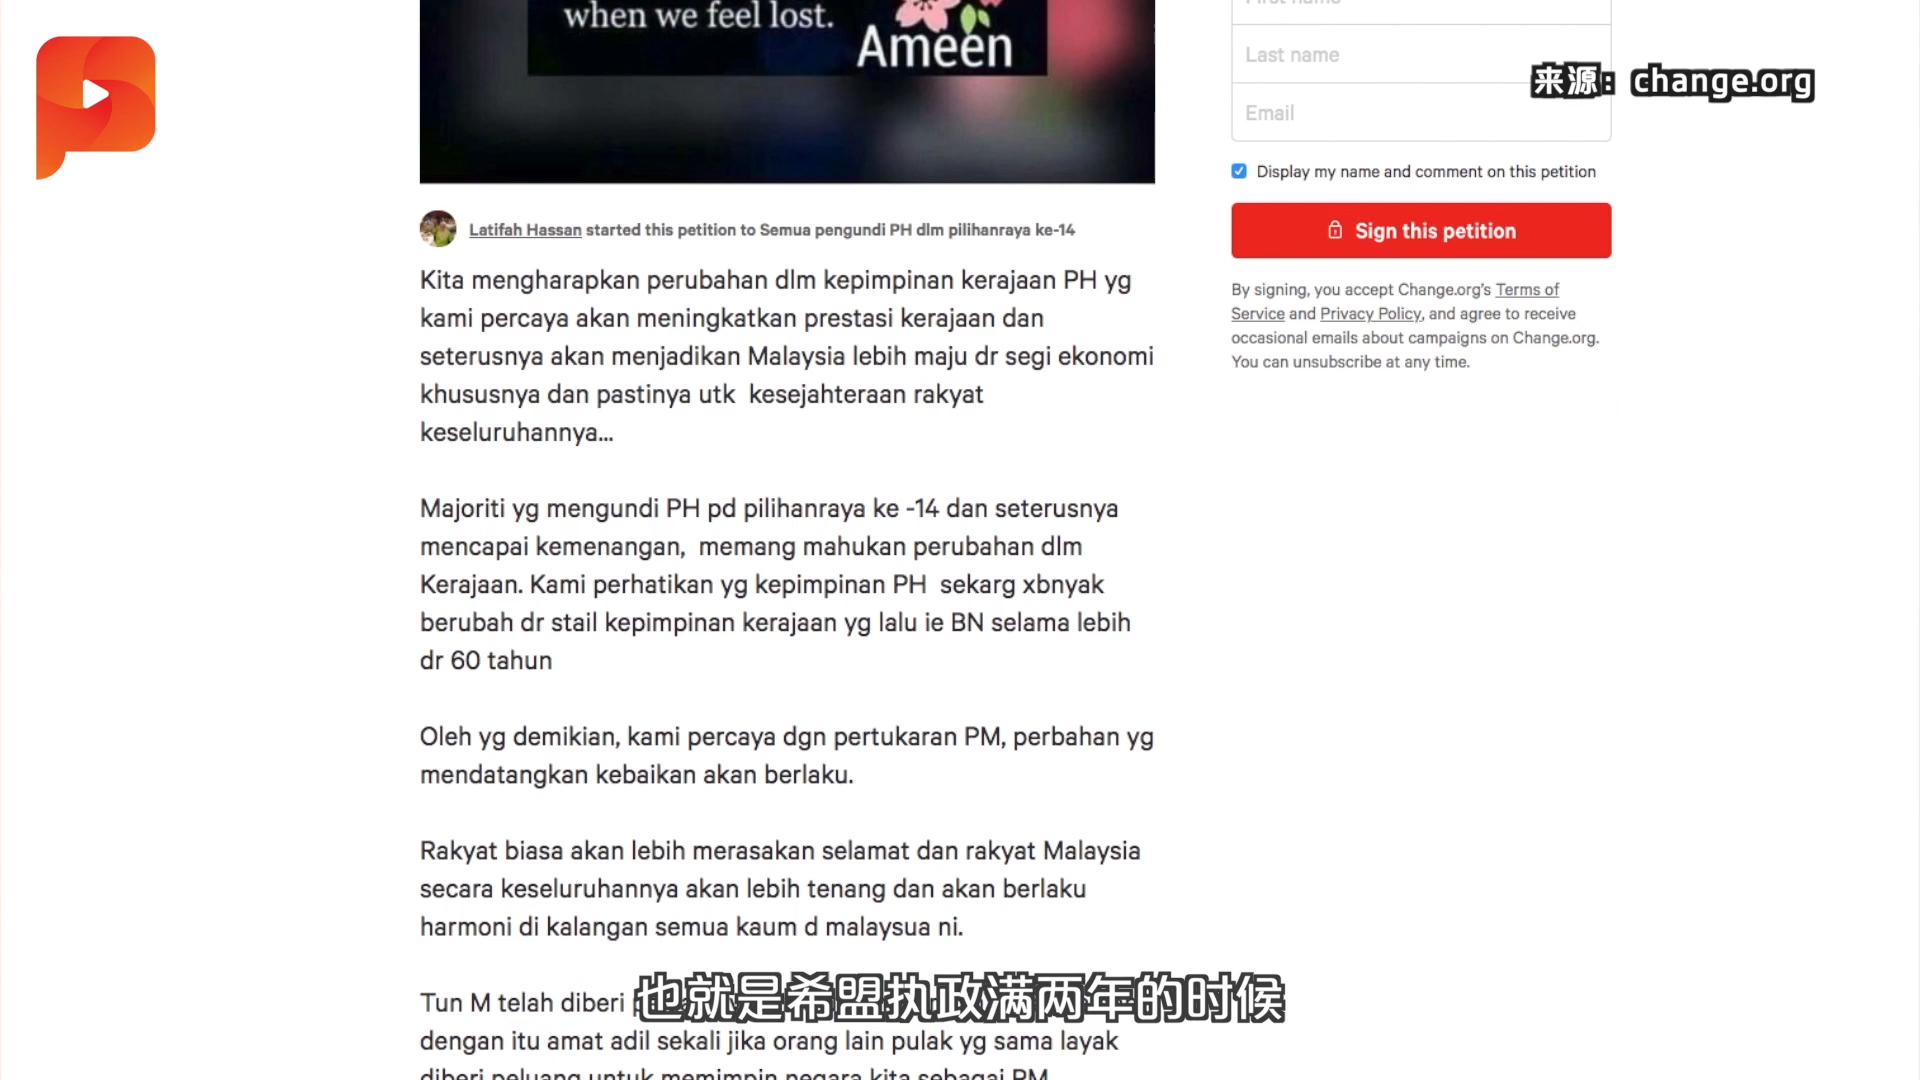 when we feel lost.
Ameen
First name
Last name
来源: change.org
Email
Display my name and comment on this petition
Latifah Hassan started this petition to Semua pengundi PH dlm pilihanraya ke-14
Sign this petition
Kita mengharapkan perubahan dlm kepimpinan kerajaan PH yg
kami percaya akan meningkatkan prestasi kerajaan dan
seterusnya akan menjadikan Malaysia lebih maju dr segi ekonomi
khususnya dan pastinya utk  kesejahteraan rakyat
keseluruhannya...
By signing, you accept Change.org's Terms of
Service and Privacy Policy, and agree to receive
occasional emails about campaigns on Change.org.
You can unsubscribe at any time.
Majoriti yg mengundi PH pd pilihanraya ke -14 dan seterusnya
mencapai kemenangan,  memang mahukan perubahan dlm
Kerajaan. Kami perhatikan yg kepimpinan PH  sekarg xbnyak
berubah dr stail kepimpinan kerajaan yg lalu ie BN selama lebih
dr 60 tahun
Oleh yg demikian, kami percaya dgn pertukaran PM, perbahan yg
mendatangkan kebaikan akan berlaku.
Rakyat biasa akan lebih merasakan selamat dan rakyat Malaysia
secara keseluruhannya akan lebih tenang dan akan berlaku
harmoni di kalangan semua kaum d malaysua ni.
Tun M telah diberi
也就是希盟执政满两年的时候
dengan itu amat adil sekali jika orang lain pulak yg sama layak
diberi peluang untuk memimpin negara kita sebagai PM